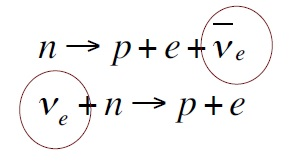 n → p + e + ν̅ₑ
νₑ + n → p + e